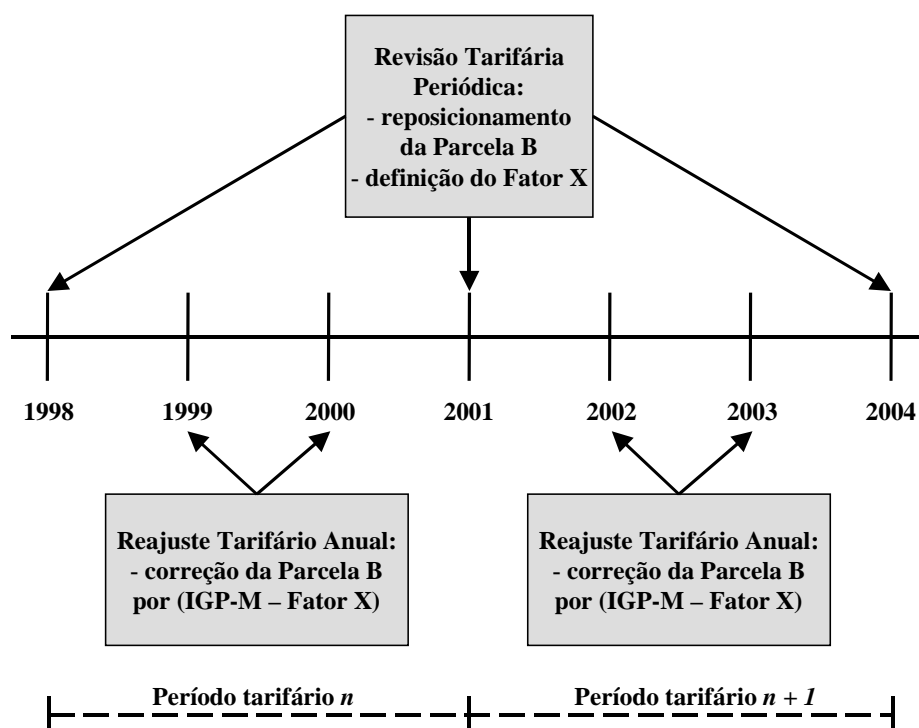 Revisão Tarifária
Periódica:
- reposicionamento
da Parcela B
- definição do Fator X
1998
1999
2000
2001
2002
2003
2004
Reajuste Tarifário Anual:
- correção da Parcela B
por (IGP-M – Fator X)
Reajuste Tarifário Anual:
- correção da Parcela B
por (IGP-M – Fator X)
Período tarifário n
Período tarifário n + 1